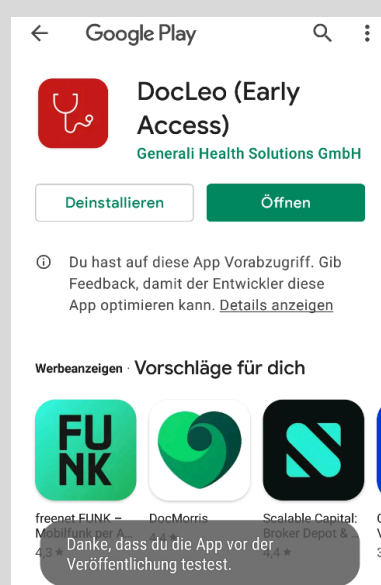 Google Play
DocLeo (Early
Access)
Generali Health Solutions GmbH
Deinstallieren
Öffnen
Du hast auf diese App Vorabzugriff. Gib
Feedback, damit der Entwickler diese
App optimieren kann. Details anzeigen
Werbeanzeigen · Vorschläge für dich
FU
NK
freenet FUNK –
Mobilfunk per A...
4,3★
DocMorris
Scalable Capital:
Broker Depot & ...
4,4★
Danke, dass du die App vor der
Veröffentlichung testest.